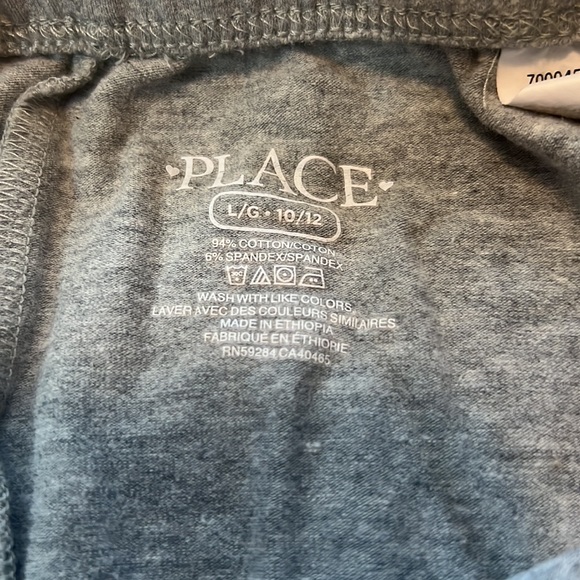 700045
PLACE
L/G • 10/12
94% COTTON/COTON
6% SPANDEX/SPANDEX
WASH WITH LIKE COLORS
LAVER AVEC DES COULEURS SIMILAIRES
MADE IN ETHIOPIA
FABRIQUÉ EN ÉTHIOPIE
RN59284 CA40485